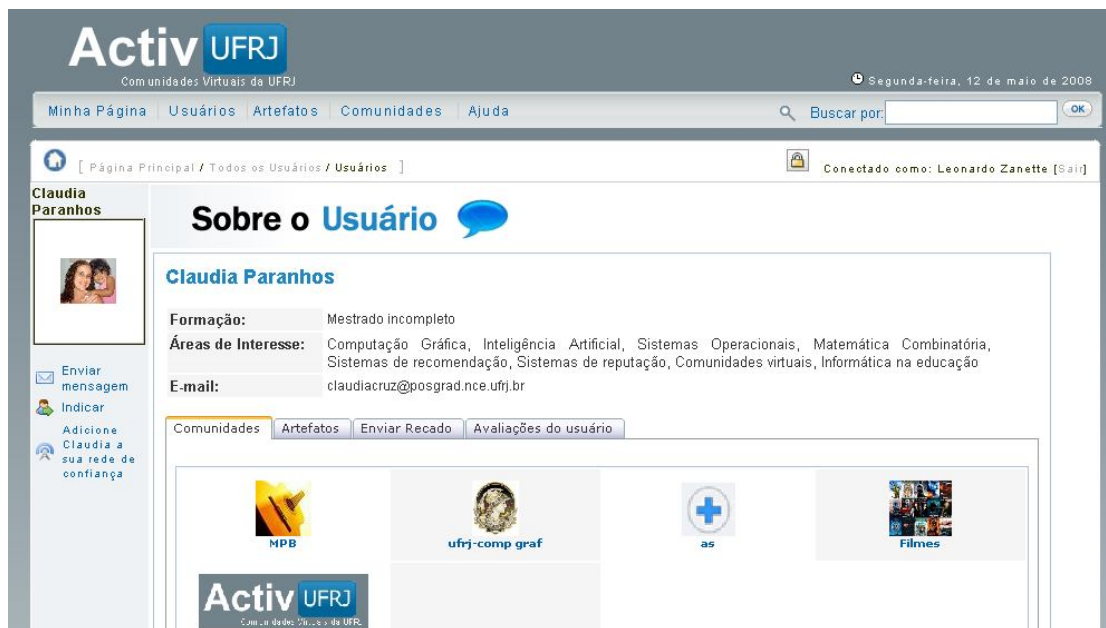 Activ UFRJ
Comunidades Virtuais da UFRJ
Segunda-feira, 12 de maio de 2008
Minha Página Usuários Artefatos Comunidades Ajuda
Buscar por: OK
[ Página Principal / Todos os Usuários / Usuários ]
Conectado como: Leonardo Zanette [Sair]
Claudia
Paranhos
Sobre o Usuário
Claudia Paranhos
Formação: Mestrado incompleto
Áreas de Interesse: Computação Gráfica, Inteligência Artificial, Sistemas Operacionais, Matemática Combinatória,
Sistemas de recomendação, Sistemas de reputação, Comunidades virtuais, Informática na educação
E-mail: claudiacruz@posgrad.nce.ufrj.br
Enviar
mensagem
Indicar
Adicione
Claudia a
sua rede de
confiança
Comunidades Artefatos Enviar Recado Avaliações do usuário
MPB ufrj-comp graf as Filmes
Activ UFRJ
Comunidades Virtuais da UFRJ